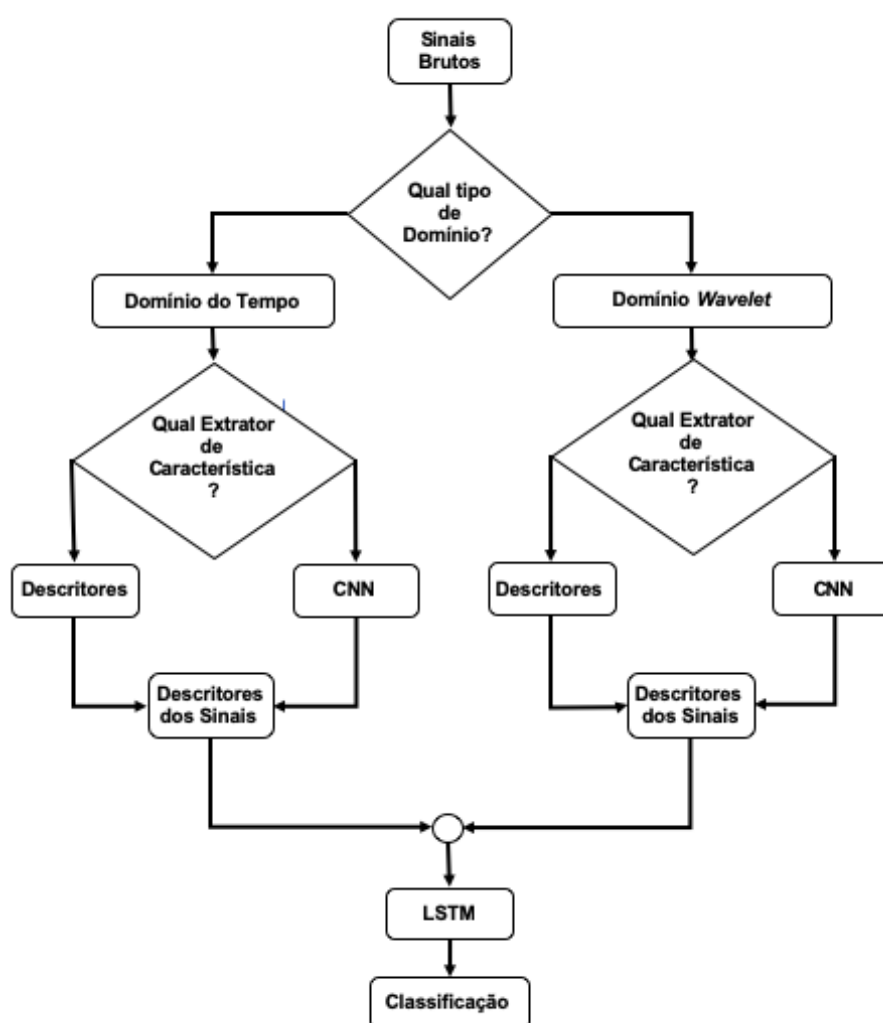 Sinais
Brutos
Qual tipo
de
Domínio?
Domínio do Tempo
Domínio Wavelet
Qual Extrator
de
Característica
?
Qual Extrator
de
Característica
?
Descritores
CNN
Descritores
CNN
Descritores
dos Sinais
Descritores
dos Sinais
LSTM
Classificação